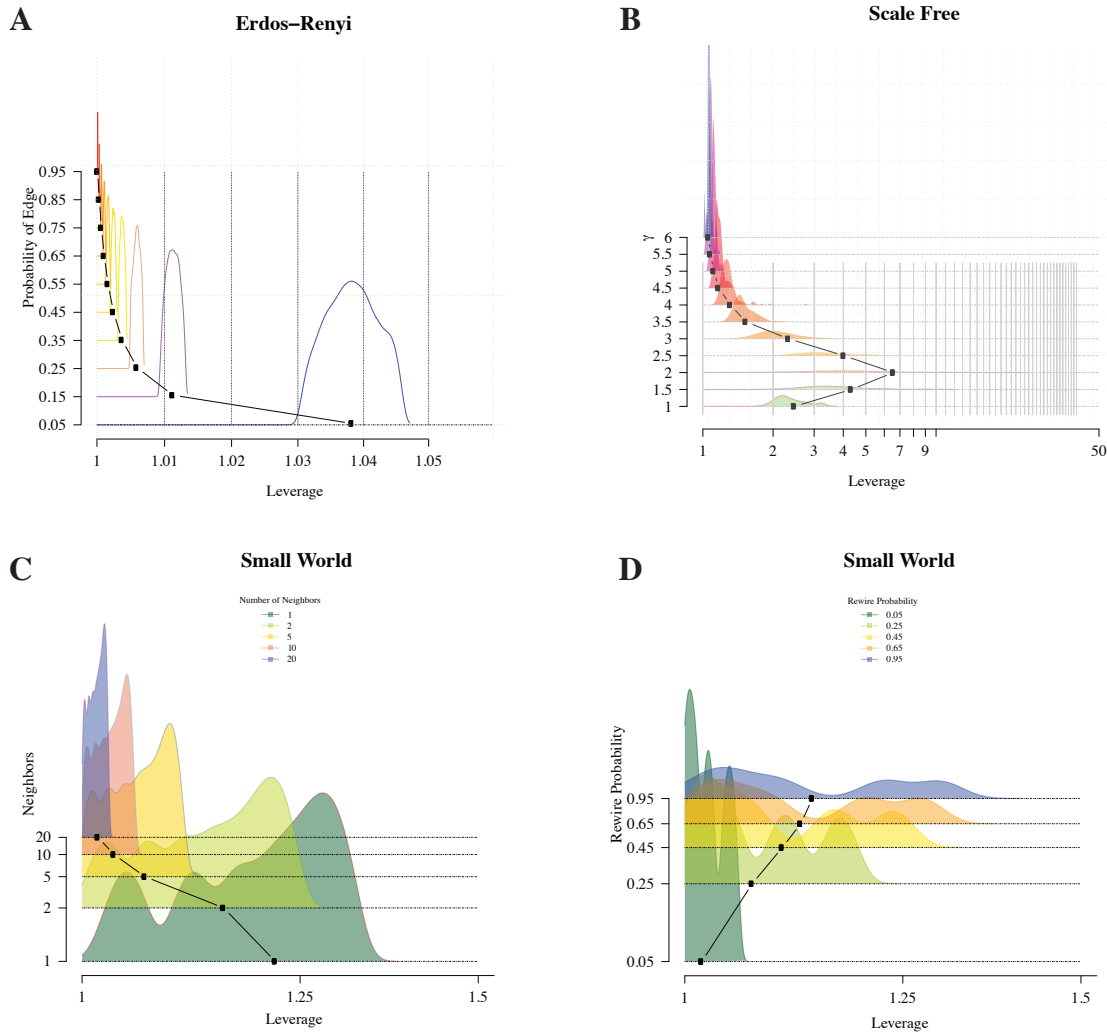 A
Erdos−Renyi
Probability of Edge
0.95
0.85
0.75
0.65
0.55
0.45
0.35
0.25
0.15
0.05
1 1.01 1.02 1.03 1.04 1.05
Leverage
B
Scale Free
γ
6
5.5
5
4.5
4
3.5
3
2.5
2
1.5
1
1 2 3 4 5 7 9 50
Leverage
C
Small World
Number of Neighbors
1
2
5
10
20
Neighbors
20
10
5
2
1
1 1.25 1.5
Leverage
D
Small World
Rewire Probability
0.05
0.25
0.45
0.65
0.95
Rewire Probability
0.95
0.65
0.45
0.25
0.05
1 1.25 1.5
Leverage